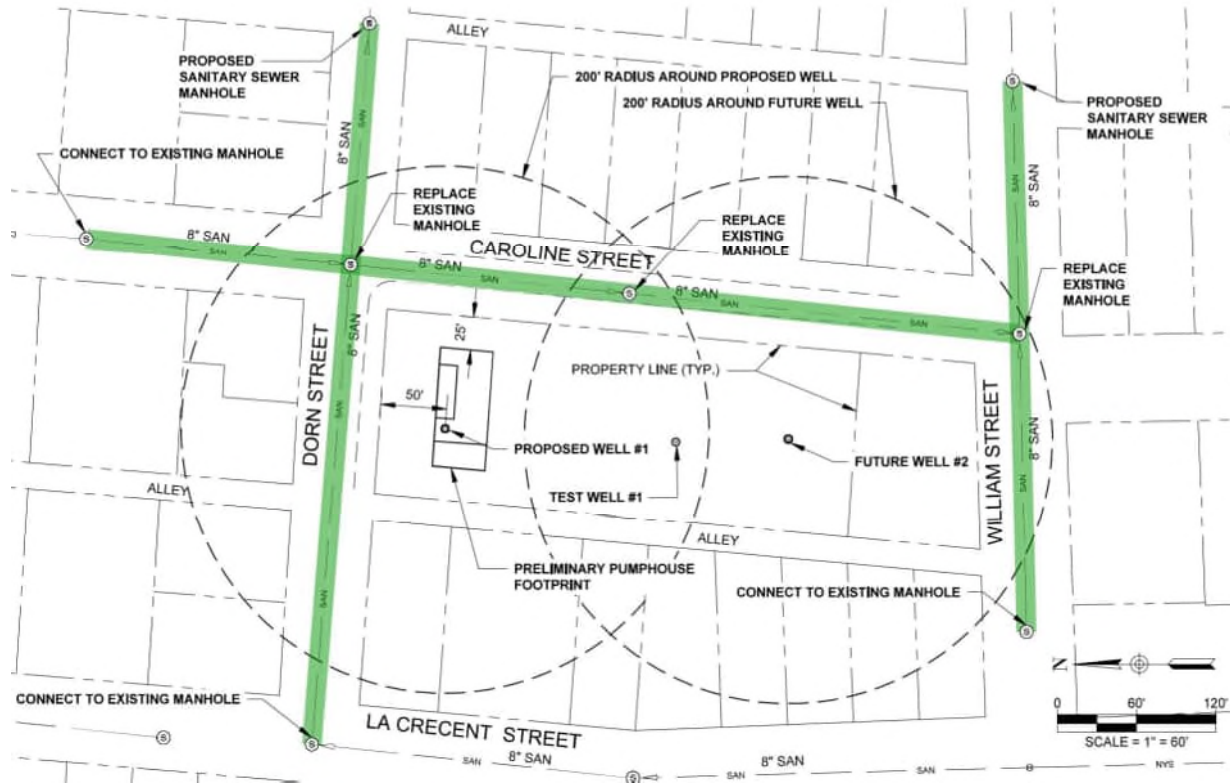 ALLEY
PROPOSED
SANITARY SEWER
MANHOLE
200' RADIUS AROUND PROPOSED WELL
200' RADIUS AROUND FUTURE WELL
PROPOSED
SANITARY SEWER
MANHOLE
CONNECT TO EXISTING MANHOLE
8" SAN
SAN
SAN
8" SAN
REPLACE
EXISTING
MANHOLE
REPLACE
EXISTING
MANHOLE
8" SAN
SAN
CAROLINE STREET
8" SAN
SAN
8" SAN
SAN
SAN
REPLACE
EXISTING
MANHOLE
8" SAN
25'
PROPERTY LINE (TYP.)
50'
DORN STREET
SAN
PROPOSED WELL #1
TEST WELL #1
FUTURE WELL #2
WILLIAM STREET
8" SAN
SAN
ALLEY
ALLEY
PRELIMINARY PUMPHOUSE
FOOTPRINT
SAN
CONNECT TO EXISTING MANHOLE
CONNECT TO EXISTING MANHOLE
LA CRECENT STREET
8" SAN
SAN
8" SAN
SAN
SAN
N
0 60' 120'
SCALE = 1" = 60'
S
S
S
S
S
S
S
S
S
S
S